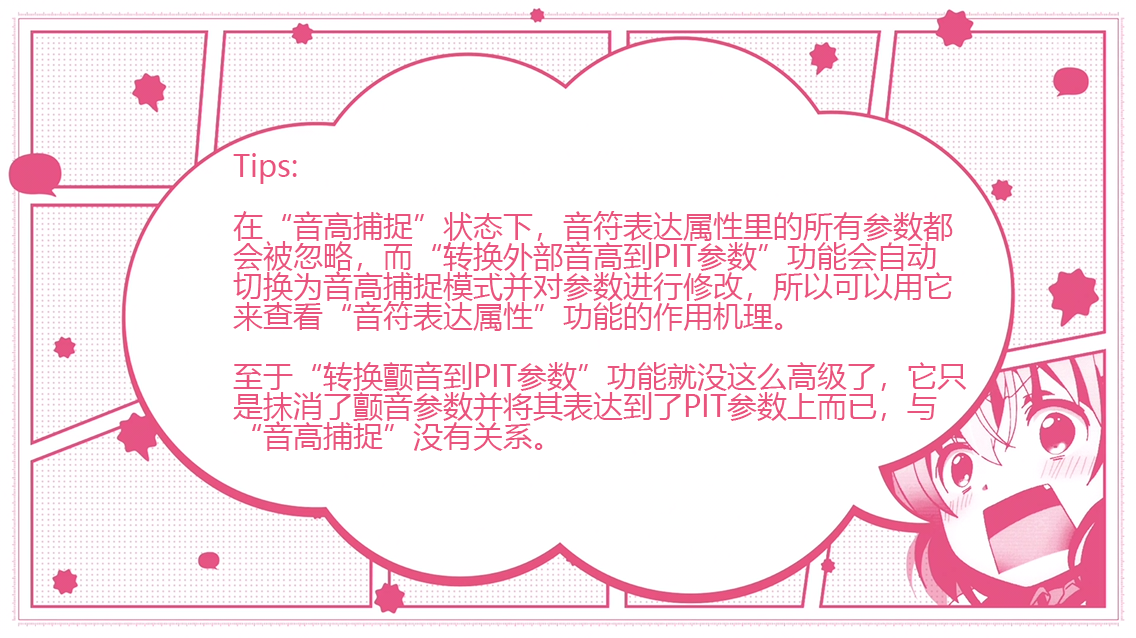 Tips:
在“音高捕捉”状态下，音符表达属性里的所有参数都
会被忽略，而“转换外部音高到PIT参数”功能会自动
切换为音高捕捉模式并对参数进行修改，所以可以用它
来查看“音符表达属性”功能的作用机理。
至于“转换颤音到PIT参数”功能就没这么高级了，它只
是抹消了颤音参数并将其表达到了PIT参数上而已，与
“音高捕捉”没有关系。